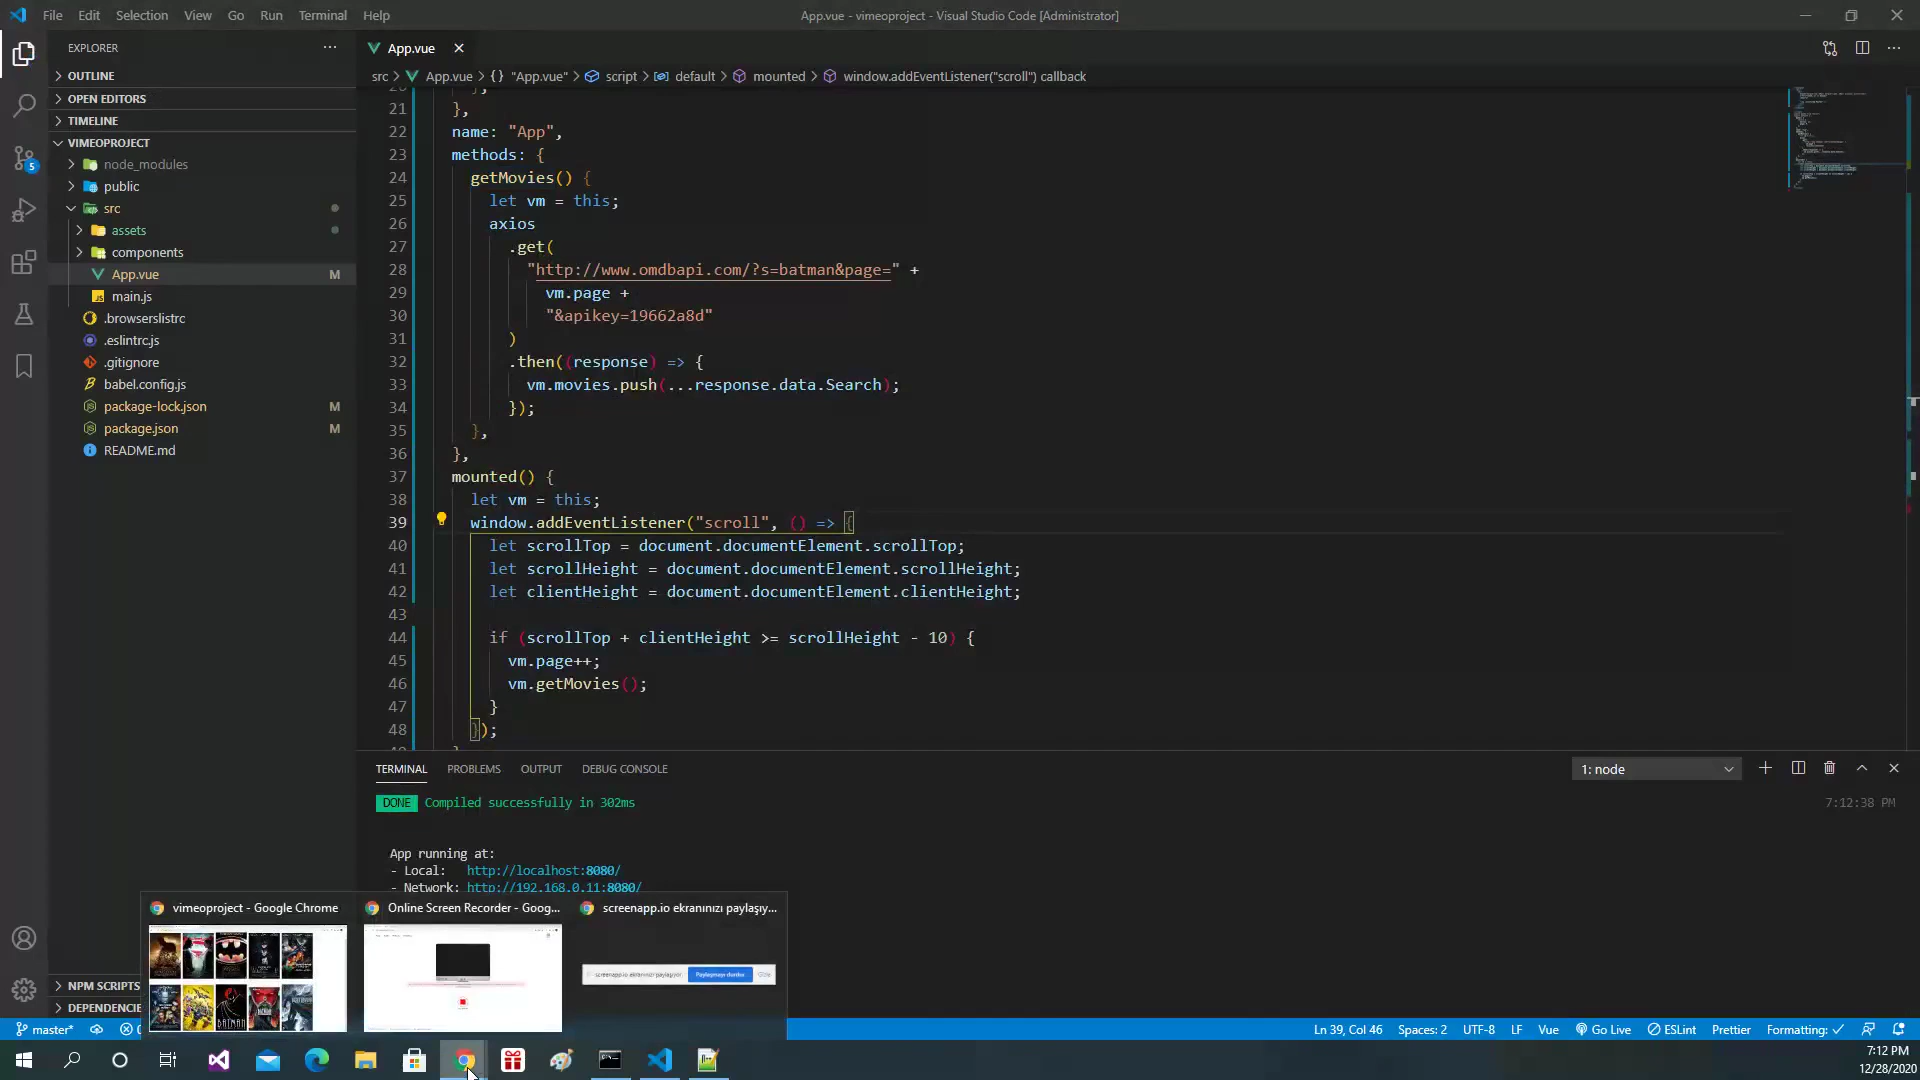 File Edit Selection View Go Run Terminal Help
App.vue - vimeoproject - Visual Studio Code [Administrator]
EXPLORER
App.vue
OUTLINE
OPEN EDITORS
TIMELINE
VIMEOPROJECT
node_modules
public
src
assets
components
App.vue M
main.js
.browserslistrc
.eslintrc.js
.gitignore
babel.config.js
package-lock.json M
package.json M
README.md
NPM SCRIPTS
DEPENDENCIE
src > App.vue > {} "App.vue" > script > default > mounted > window.addEventListener("scroll") callback
21 },
22 name: "App",
23 methods: {
24 getMovies() {
25 let vm = this;
26 axios
27 .get(
28 "http://www.omdbapi.com/?s=batman&page=" +
29 vm.page +
30 "&apikey=19662a8d"
31 )
32 .then((response) => {
33 vm.movies.push(...response.data.Search);
34 });
35 },
36 },
37 mounted() {
38 let vm = this;
39 window.addEventListener("scroll", () => {
40 let scrollTop = document.documentElement.scrollTop;
41 let scrollHeight = document.documentElement.scrollHeight;
42 let clientHeight = document.documentElement.clientHeight;
43
44 if (scrollTop + clientHeight >= scrollHeight - 10) {
45 vm.page++;
46 vm.getMovies();
47 }
48 });
TERMINAL PROBLEMS OUTPUT DEBUG CONSOLE
1: node
DONE Compiled successfully in 302ms
7:12:38 PM
App running at:
- Local: http://localhost:8080/
- Network: http://192.168.0.11:8080/
vimeoproject - Google Chrome
Online Screen Recorder - Goog...
screenapp.io ekranınızı paylaşıy...
screenapp.io ekranınızı paylaşıyor
Paylaşmayı durdur
Gizle
master*
Ln 39, Col 46 Spaces: 2 UTF-8 LF Vue Go Live ESLint Prettier Formatting: ✓
5
7:12 PM
12/28/2020